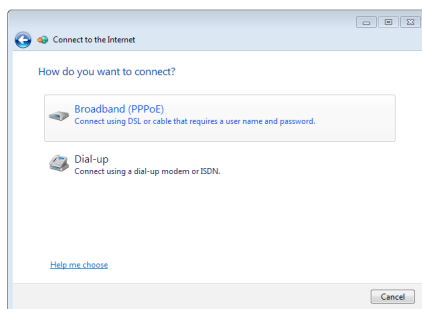 Connect to the Internet
How do you want to connect?
Broadband (PPPoE)
Connect using DSL or cable that requires a user name and password.
Dial-up
Connect using a dial-up modem or ISDN.
Help me choose
Cancel